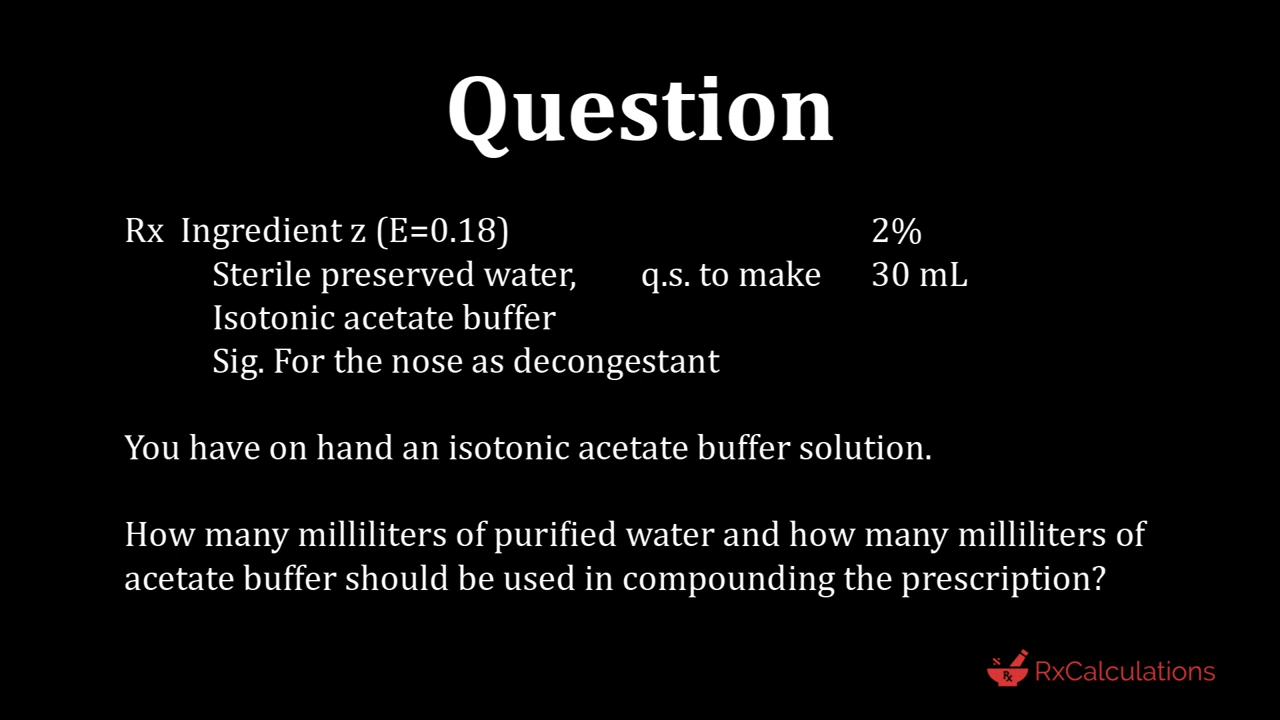 Question
Rx Ingredient z (E=0.18) 2%
Sterile preserved water, q.s. to make 30 mL
Isotonic acetate buffer
Sig. For the nose as decongestant
You have on hand an isotonic acetate buffer solution.
How many milliliters of purified water and how many milliliters of
acetate buffer should be used in compounding the prescription?
Rx RxCalculations